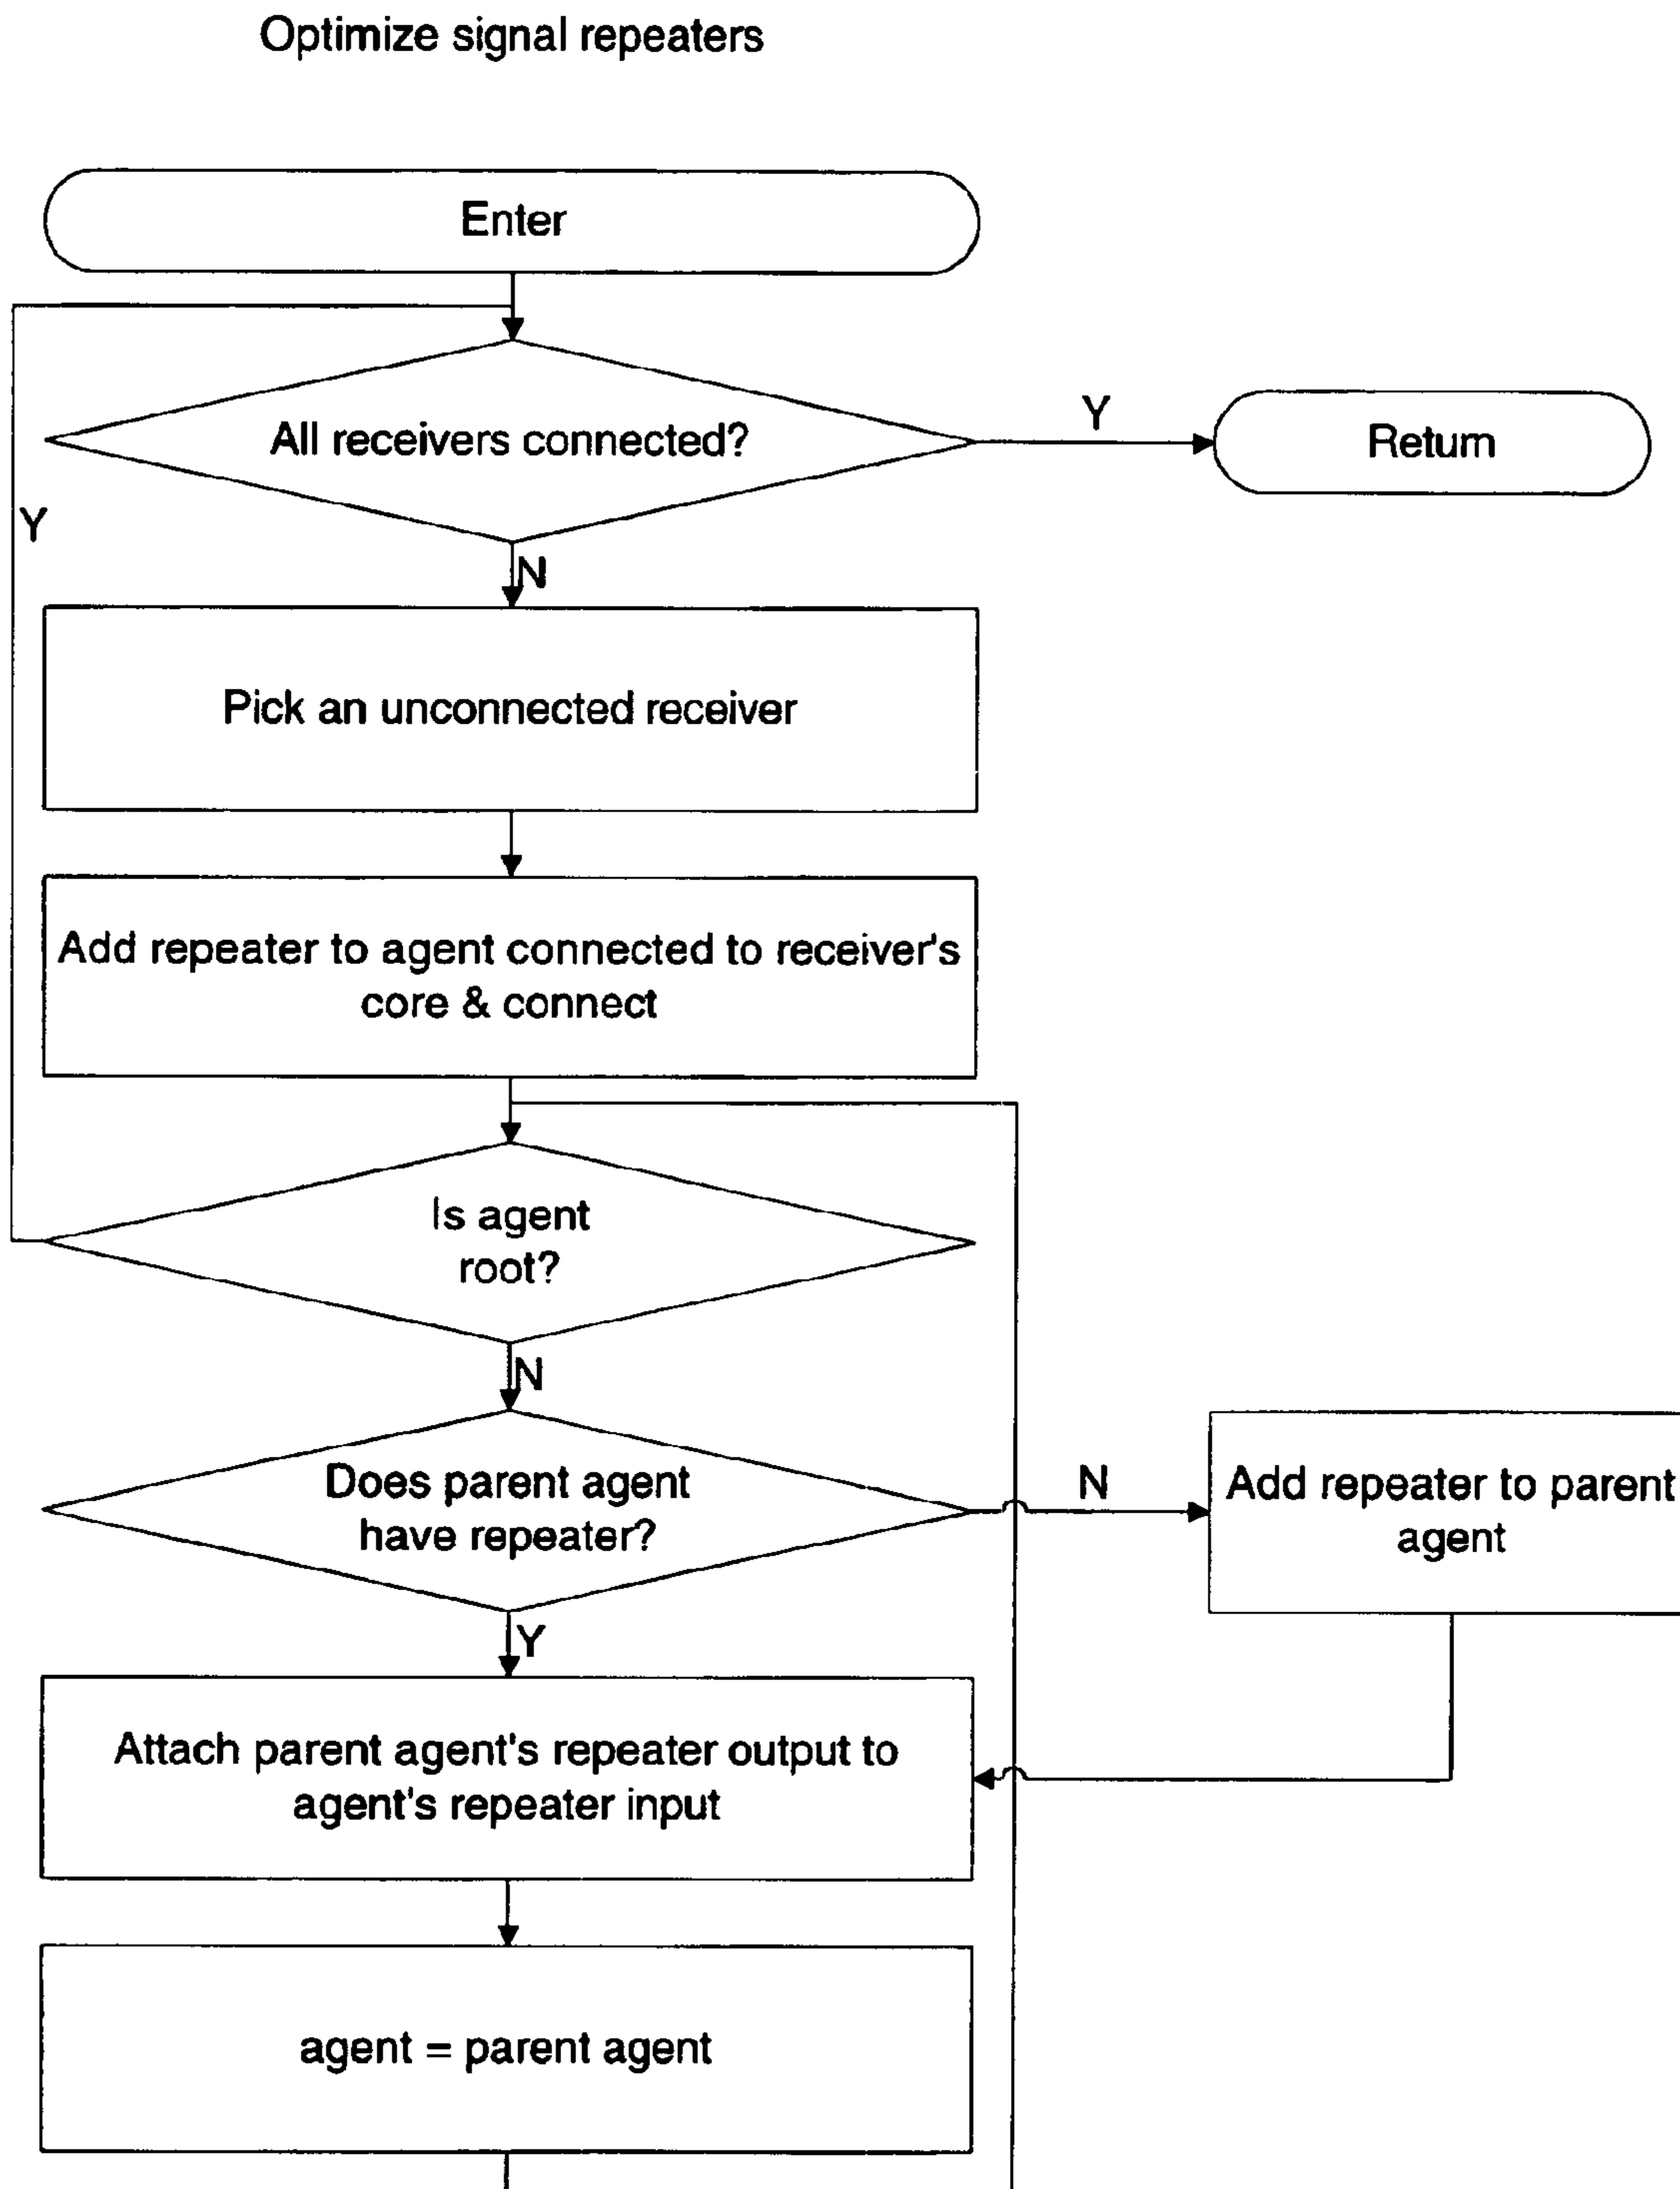 Optimize signal repeaters
Enter
All receivers connected?
Y
Return
Y
N
Pick an unconnected receiver
Add repeater to agent connected to receiver's
core & connect
Is agent
root?
N
Does parent agent
have repeater?
N
Add repeater to parent
agent
Y
Attach parent agent's repeater output to
agent's repeater input
agent = parent agent